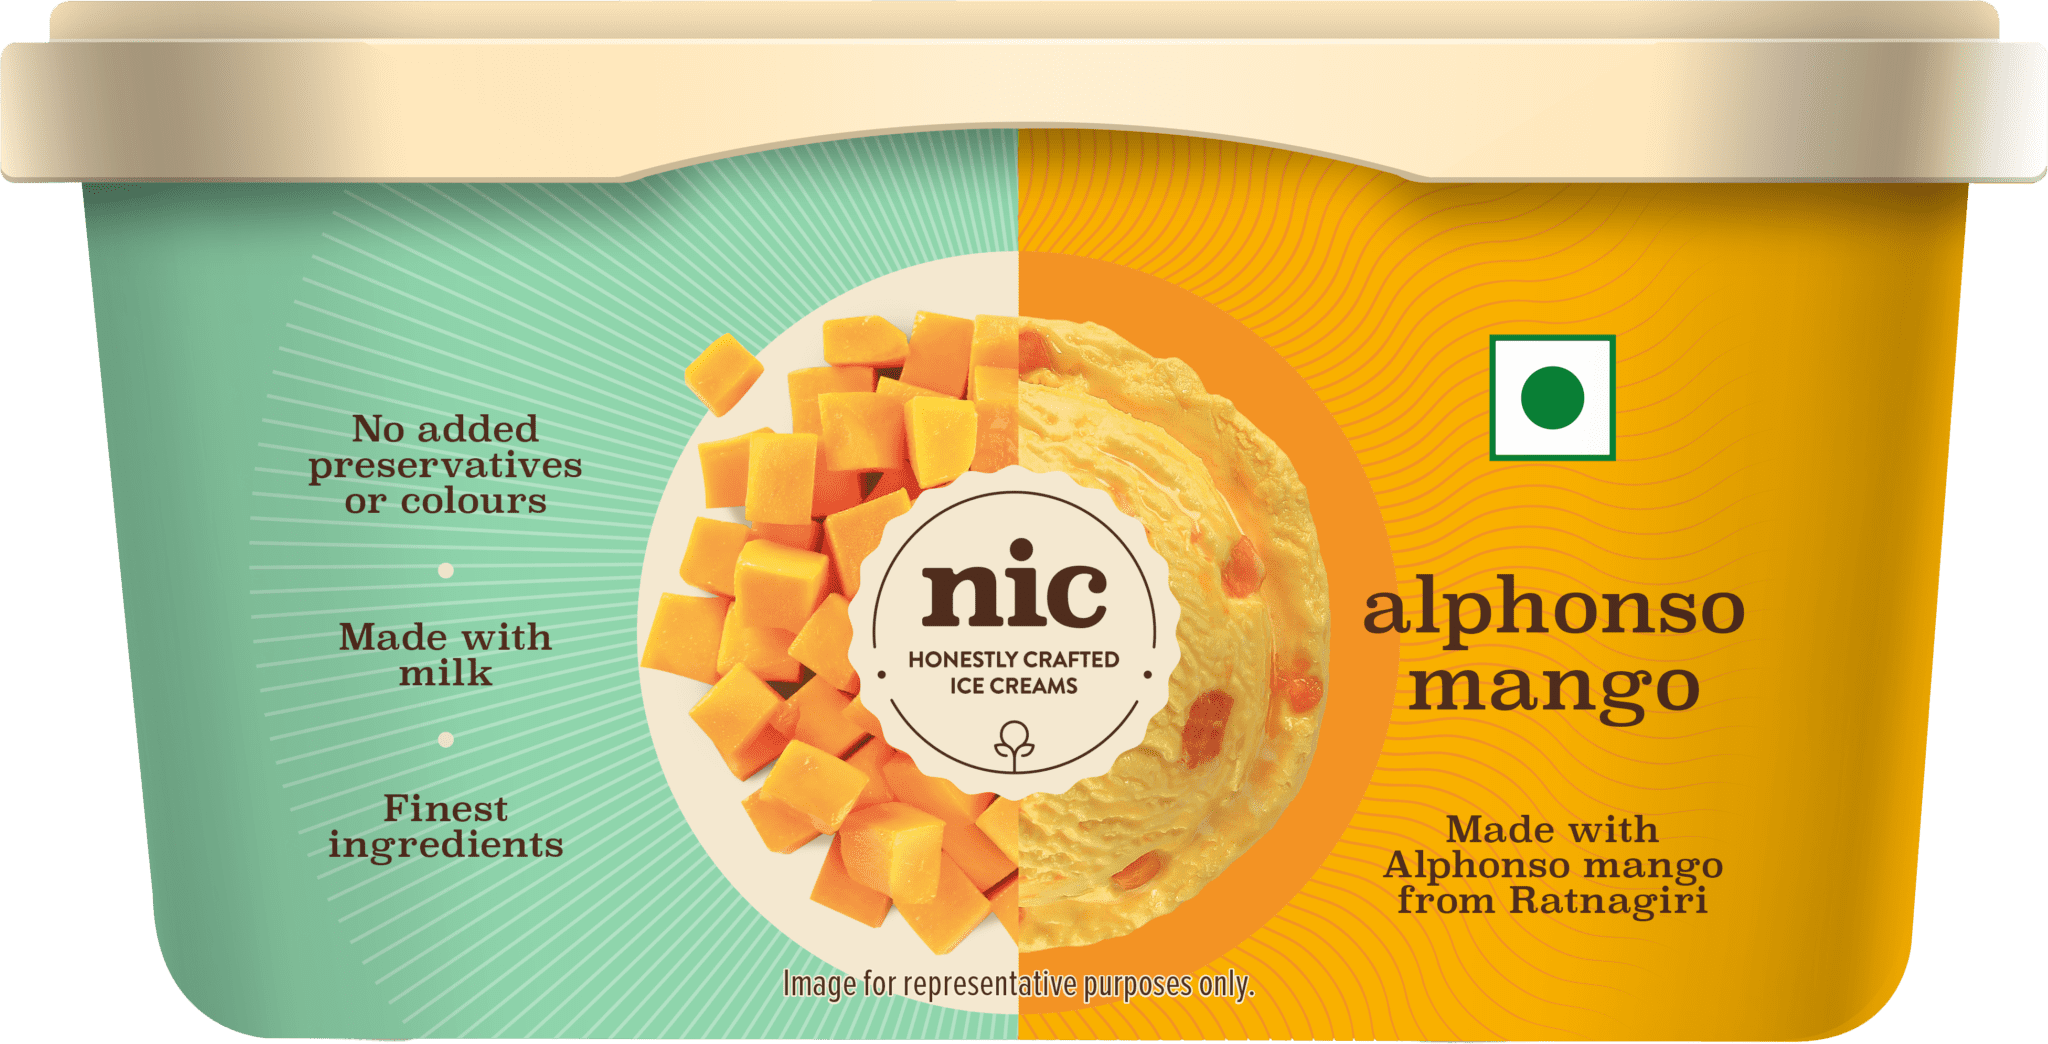 No added
preservatives
or colours
Made with
milk
Finest
ingredients
nic
HONESTLY CRAFTED
ICE CREAMS
alphonso
mango
Made with
Alphonso mango
from Ratnagiri
Image for representative purposes only.